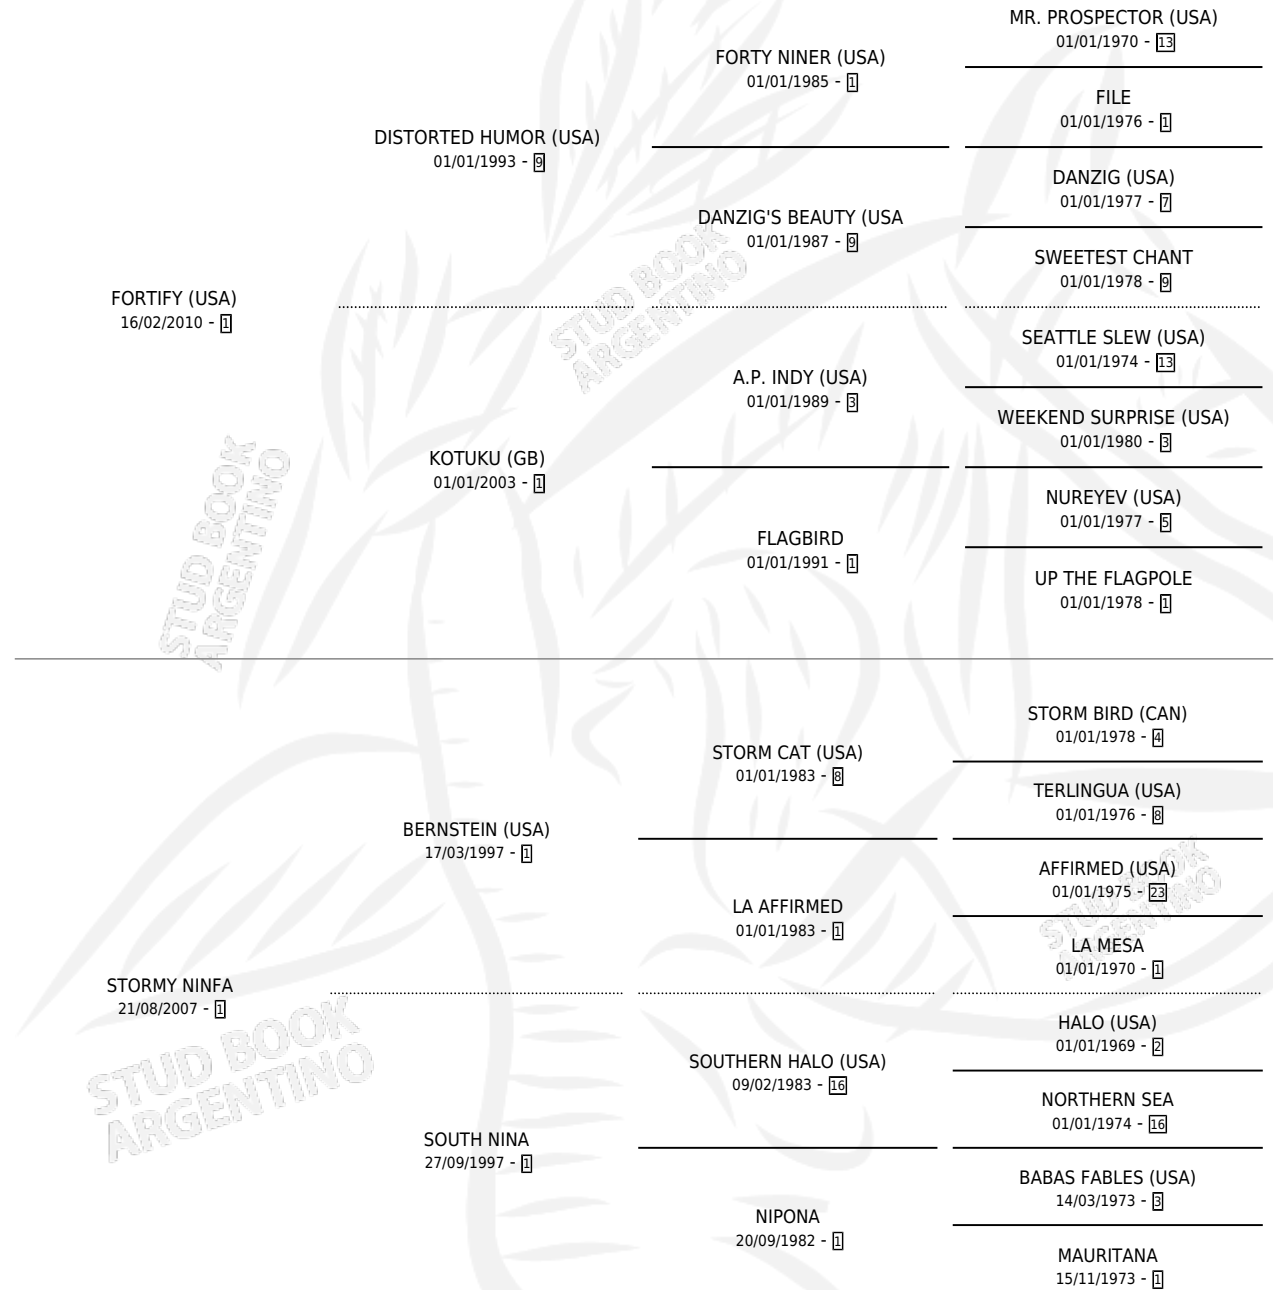 MR. PROSPECTOR (USA)
01/01/1970 - 13
FORTY NINER (USA)
01/01/1985 - 1
FILE
01/01/1976 - 1
DISTORTED HUMOR (USA)
01/01/1993 - 9
DANZIG (USA)
01/01/1977 - 7
DANZIG'S BEAUTY (USA
01/01/1987 - 9
SWEETEST CHANT
01/01/1978 - 9
FORTIFY (USA)
16/02/2010 - 1
SEATTLE SLEW (USA)
01/01/1974 - 13
A.P. INDY (USA)
01/01/1989 - 3
WEEKEND SURPRISE (USA)
01/01/1980 - 3
KOTUKU (GB)
01/01/2003 - 1
NUREYEV (USA)
01/01/1977 - 5
FLAGBIRD
01/01/1991 - 1
UP THE FLAGPOLE
01/01/1978 - 1
STORM BIRD (CAN)
01/01/1978 - 4
STORM CAT (USA)
01/01/1983 - 8
TERLINGUA (USA)
01/01/1976 - 8
BERNSTEIN (USA)
17/03/1997 - 1
AFFIRMED (USA)
01/01/1975 - 23
LA AFFIRMED
01/01/1983 - 1
LA MESA
01/01/1970 - 1
STORMY NINFA
21/08/2007 - 1
HALO (USA)
01/01/1969 - 2
SOUTHERN HALO (USA)
09/02/1983 - 16
NORTHERN SEA
01/01/1974 - 16
SOUTH NINA
27/09/1997 - 1
BABAS FABLES (USA)
14/03/1973 - 3
NIPONA
20/09/1982 - 1
MAURITANA
15/11/1973 - 1
STUD BOOK
ARGENTINO
STUD BOOK
ARGENTINO
STUD BOOK
ARGENTINO
STUD BOOK
ARGENTINO